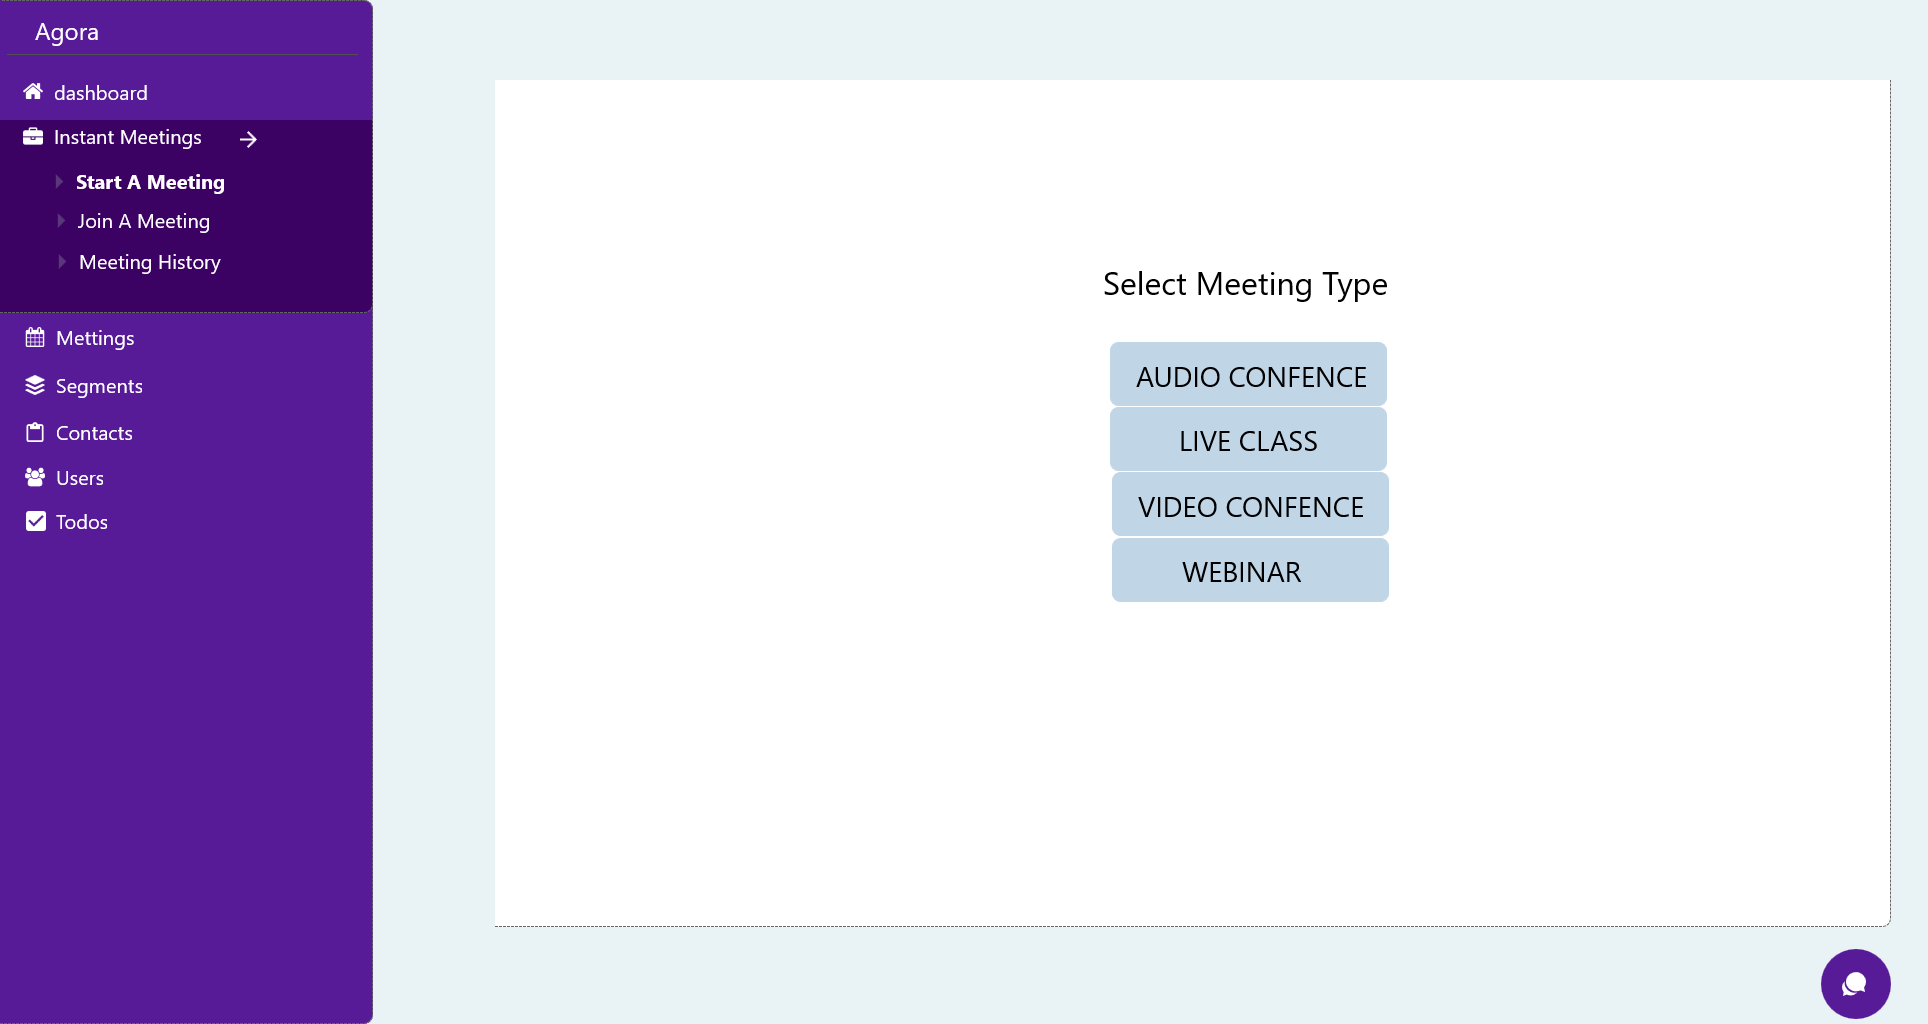 Agora
dashboard
Instant Meetings
Start A Meeting
Join A Meeting
Meeting History
Mettings
Segments
Contacts
Users
Todos
Select Meeting Type
AUDIO CONFENCE
LIVE CLASS
VIDEO CONFENCE
WEBINAR